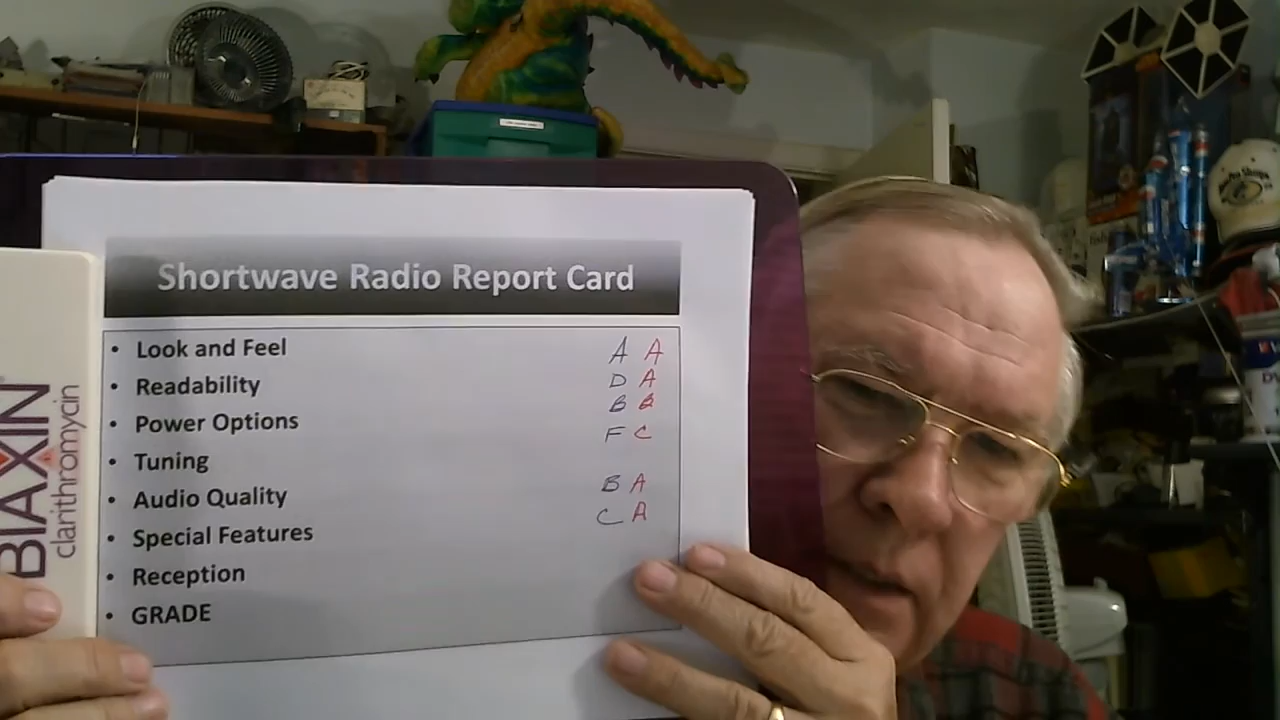 Shortwave Radio Report Card
• Look and Feel A A
• Readability D A
• Power Options B B
• Tuning F C
• Audio Quality B A
• Special Features C A
• Reception
• GRADE
BIAXIN
clarithromycin